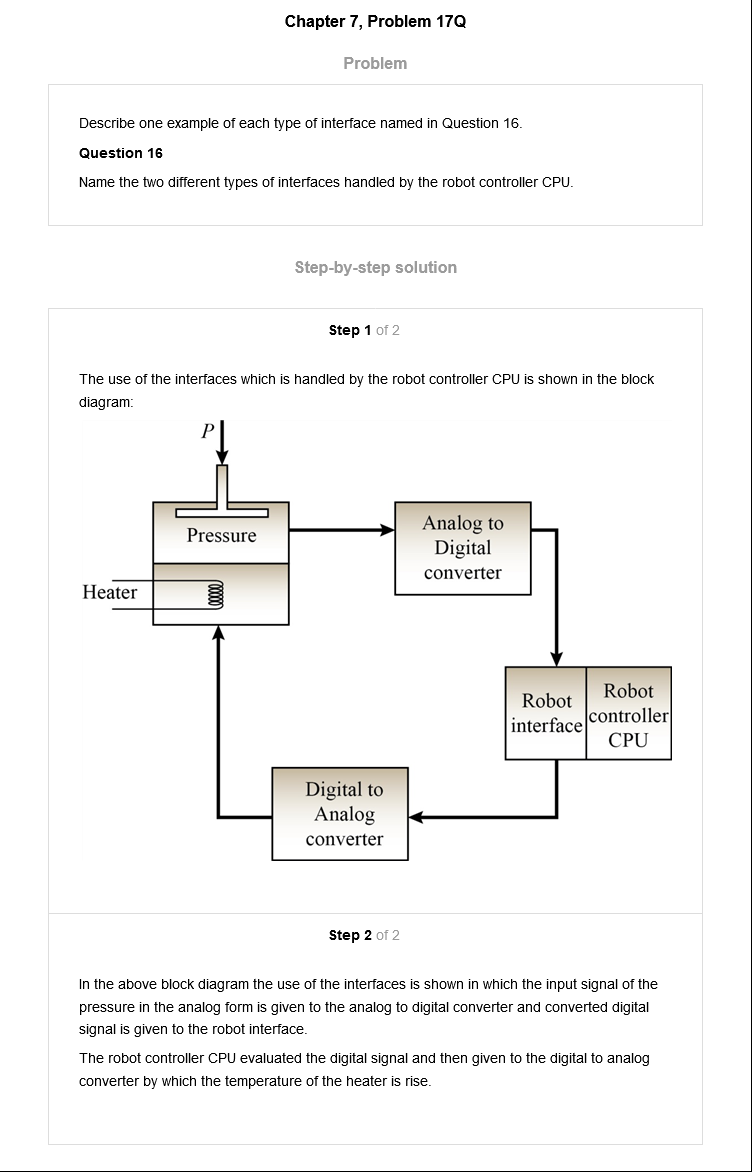 Chapter 7, Problem 17Q
Problem
Describe one example of each type of interface named in Question 16.
Question 16
Name the two different types of interfaces handled by the robot controller CPU.
Step-by-step solution
Step 1 of 2
The use of the interfaces which is handled by the robot controller CPU is shown in the block
diagram:
P
Pressure
Heater
Analog to
Digital
converter
Robot
interface
Robot
controller
CPU
Digital to
Analog
converter
Step 2 of 2
In the above block diagram the use of the interfaces is shown in which the input signal of the
pressure in the analog form is given to the analog to digital converter and converted digital
signal is given to the robot interface.
The robot controller CPU evaluated the digital signal and then given to the digital to analog
converter by which the temperature of the heater is rise.